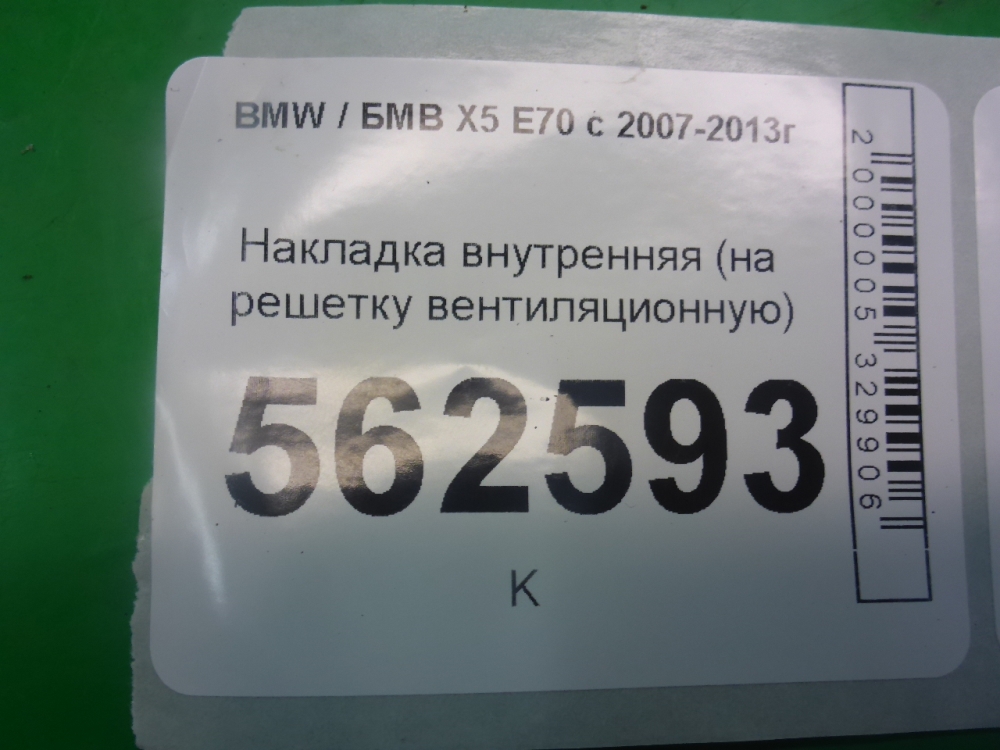 BMW / БМВ X5 E70 с 2007-2013г
Накладка внутренняя (на
решетку вентиляционную)
562593
К
2000005329906